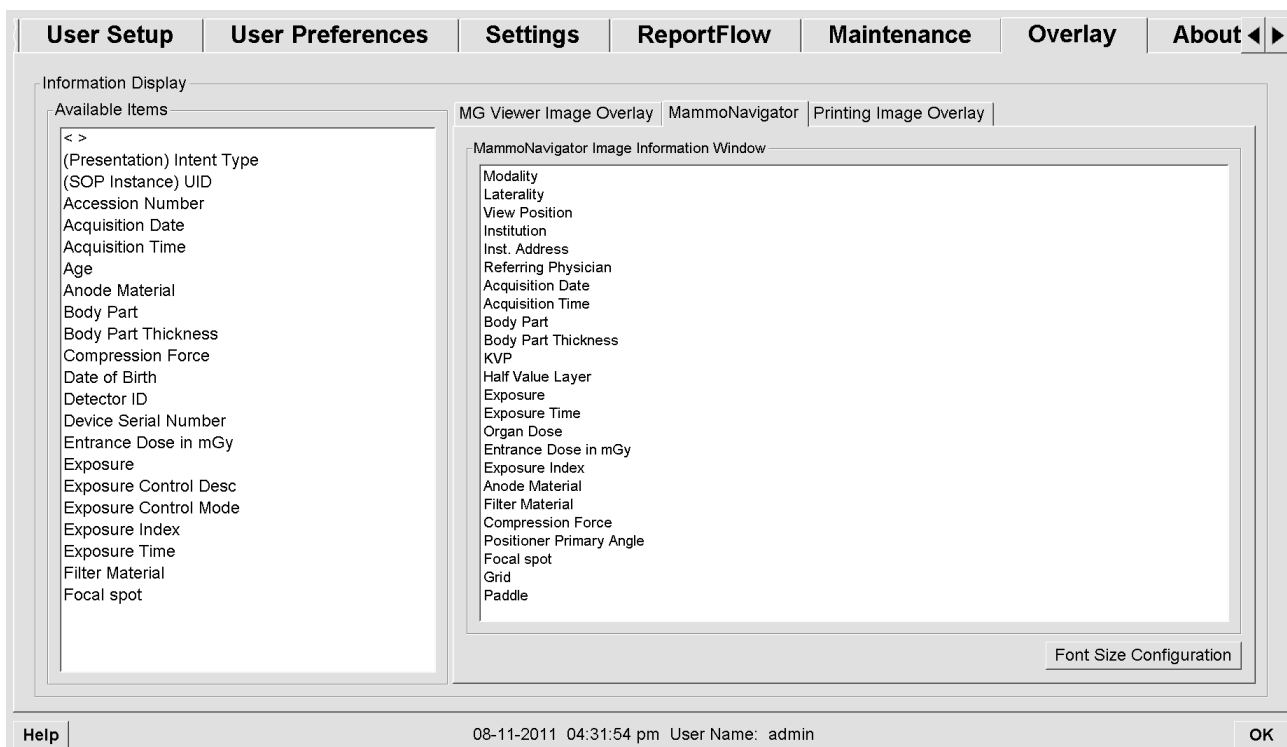 User Setup User Preferences Settings ReportFlow Maintenance Overlay About
Information Display
Available Items
< >
(Presentation) Intent Type
(SOP Instance) UID
Accession Number
Acquisition Date
Acquisition Time
Age
Anode Material
Body Part
Body Part Thickness
Compression Force
Date of Birth
Detector ID
Device Serial Number
Entrance Dose in mGy
Exposure
Exposure Control Desc
Exposure Control Mode
Exposure Index
Exposure Time
Filter Material
Focal spot
MG Viewer Image Overlay MammoNavigator Printing Image Overlay
MammoNavigator Image Information Window
Modality
Laterality
View Position
Institution
Inst. Address
Referring Physician
Acquisition Date
Acquisition Time
Body Part
Body Part Thickness
KVP
Half Value Layer
Exposure
Exposure Time
Organ Dose
Entrance Dose in mGy
Exposure Index
Anode Material
Filter Material
Compression Force
Positioner Primary Angle
Focal spot
Grid
Paddle
Font Size Configuration
Help 08-11-2011 04:31:54 pm User Name: admin OK